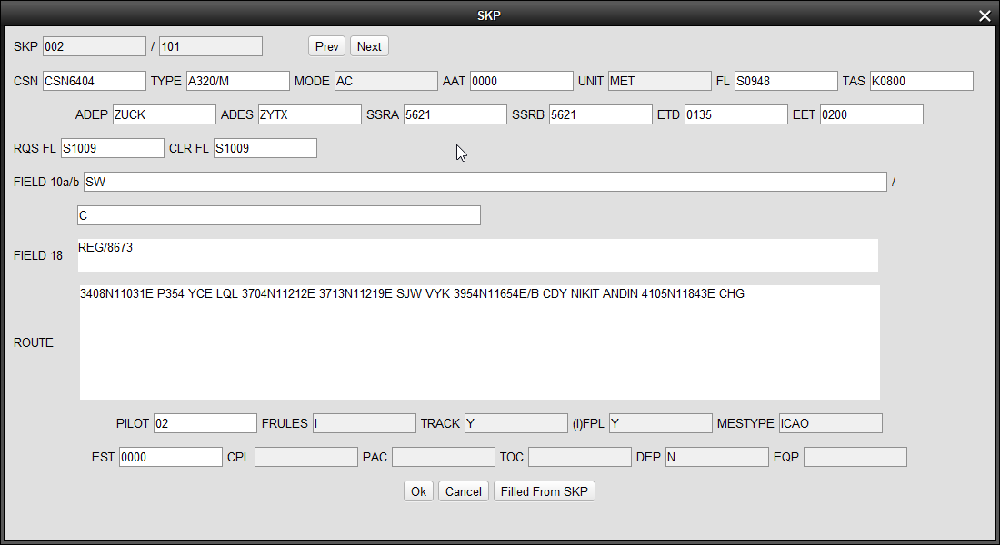 SKP
SKP 002 / 101 Prev Next
CSN CSN6404 TYPE A320/M MODE AC AAT 0000 UNIT MET FL S0948 TAS K0800
ADEP ZUCK ADES ZYTX SSRA 5621 SSRB 5621 ETD 0135 EET 0200
RQS FL S1009 CLR FL S1009
FIELD 10a/b SW /
C
FIELD 18 REG/8673
3408N11031E P354 YCE LQL 3704N11212E 3713N11219E SJW VYK 3954N11654E/B CDY NIKIT ANDIN 4105N11843E CHG
ROUTE
PILOT 02 FRULES I TRACK Y (I)FPL Y MESTYPE ICAO
EST 0000 CPL PAC TOC DEP N EQP
Ok Cancel Filled From SKP